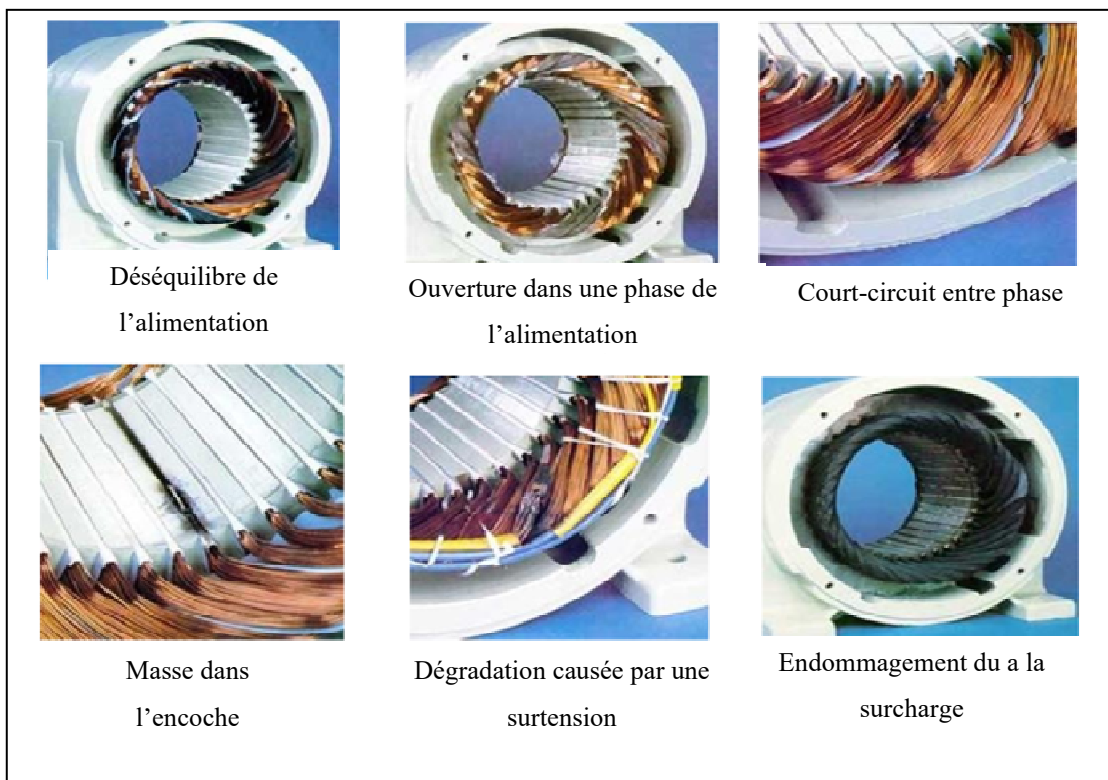 Déséquilibre de
l’alimentation
Ouverture dans une phase de
l’alimentation
Court-circuit entre phase
Masse dans
l’encoche
Dégradation causée par une
surtension
Endommagement du a la
surcharge